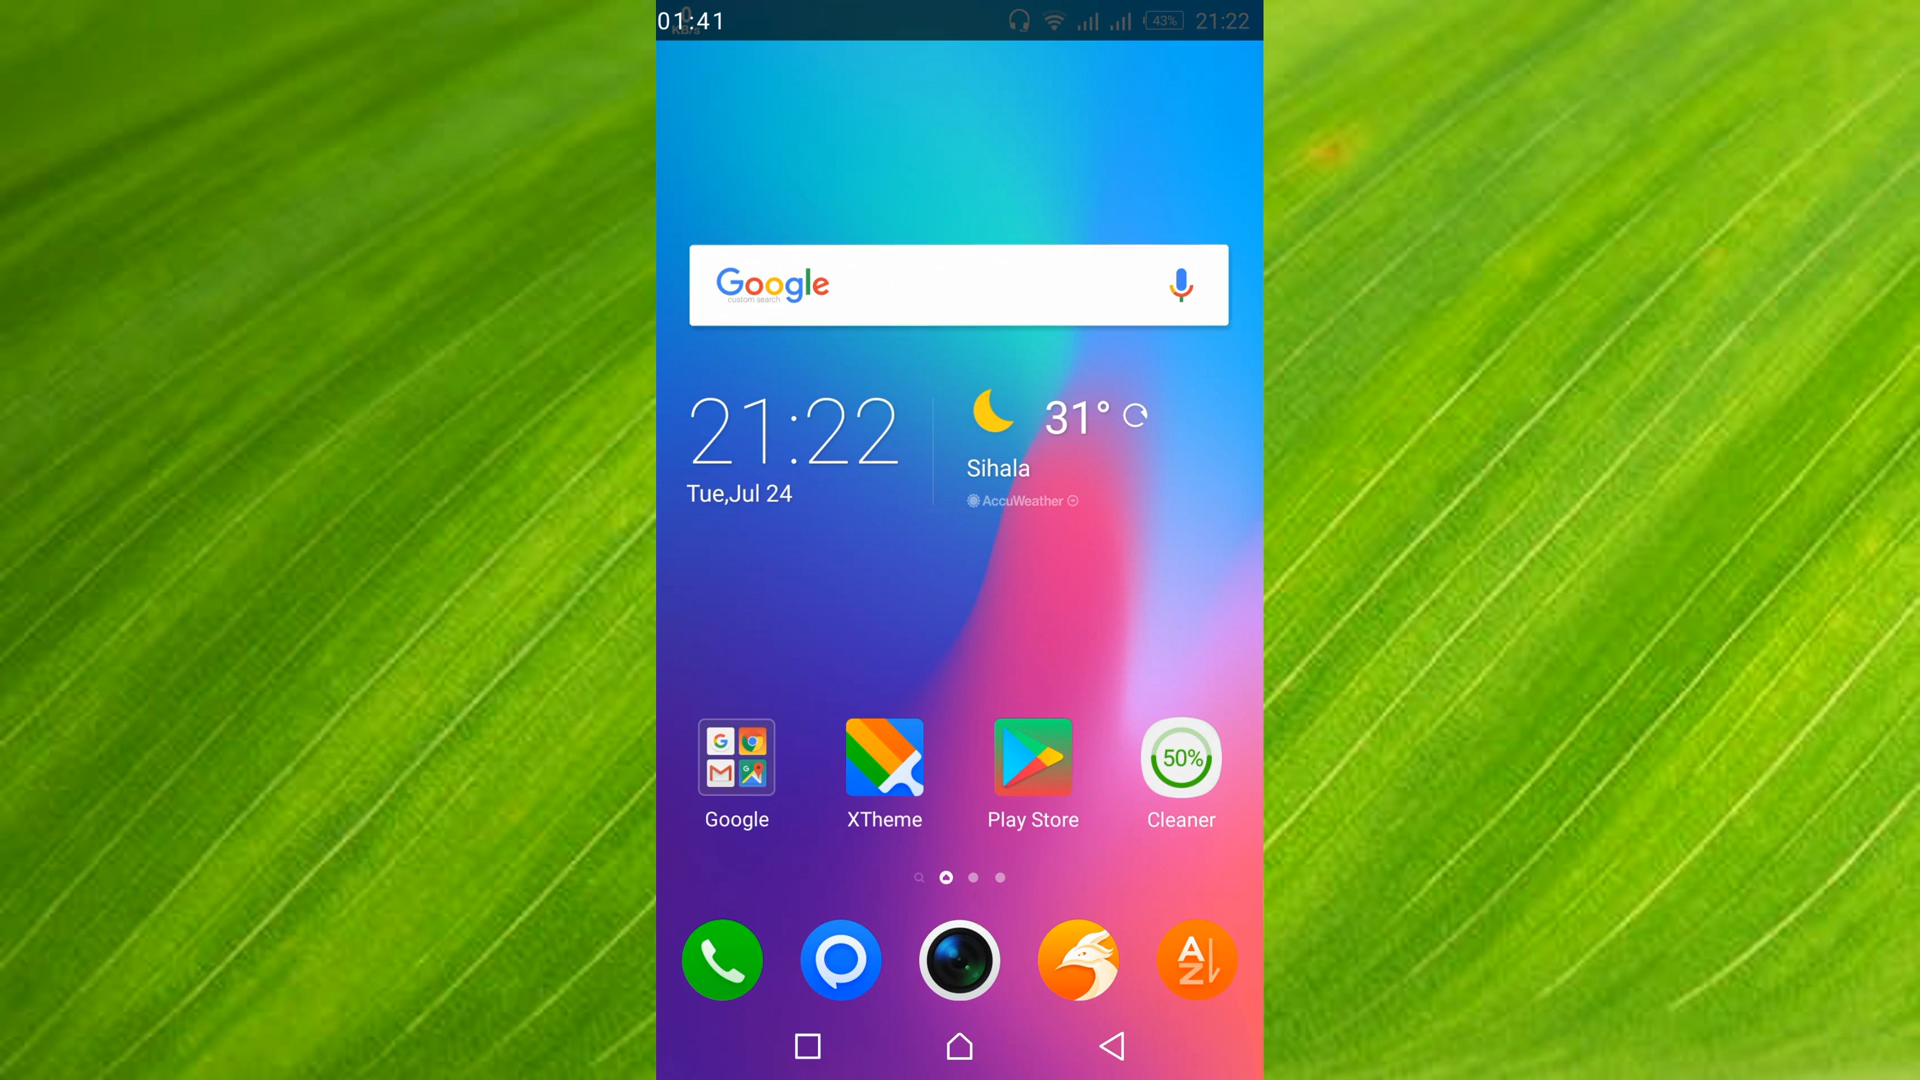 01:41
43% 21:22
Google
custom search
21:22
31°
Tue,Jul 24
Sihala
AccuWeather
50%
Google
XTheme
Play Store
Cleaner
A
Z